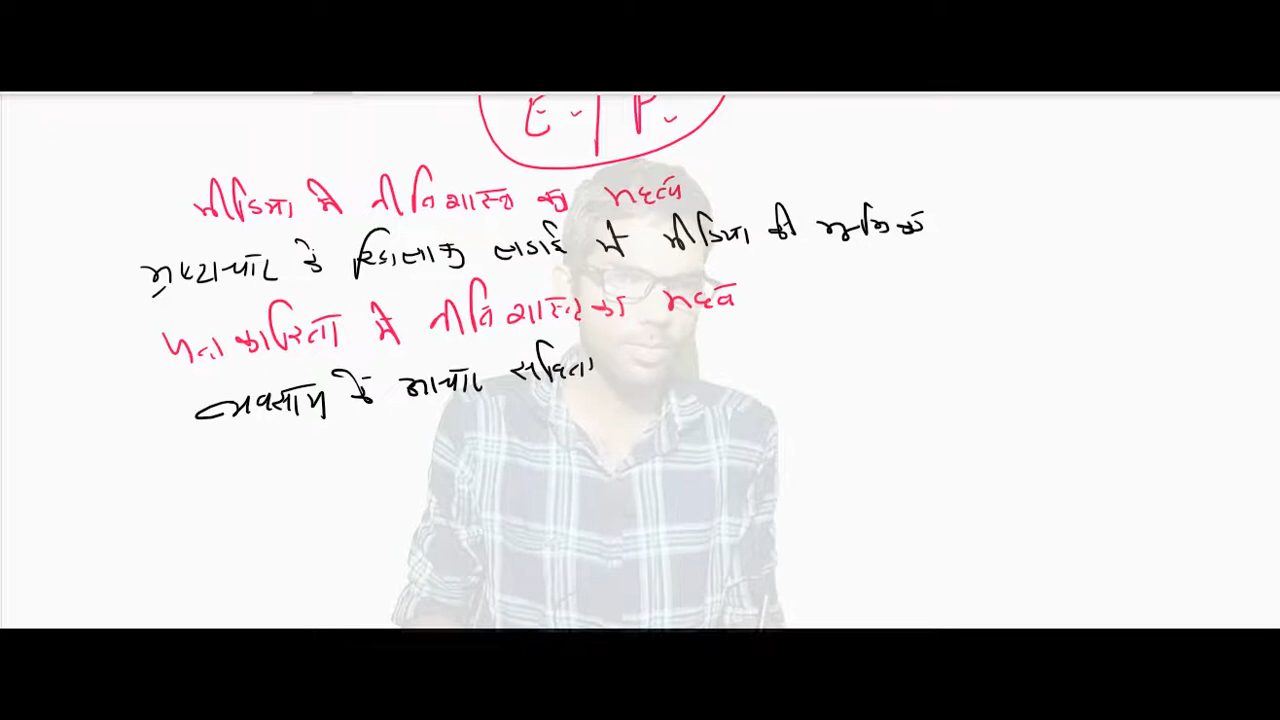 E. / P.
मीडिया में नीतिशास्त्र का महत्व
भ्रष्टाचार के खिलाफ लडाई में मीडिया की भूमिका
पत्रकारिता में नीतिशास्त्र का महत्व
व्यवसाय के आचार संहिता